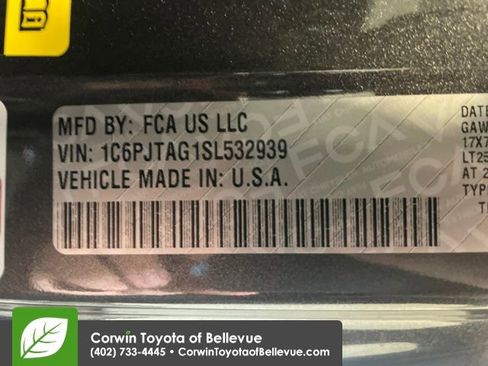 MFD BY: FCA US LLC
VIN: 1C6PJTAG1SL532939
VEHICLE MADE IN: U.S.A.
DATE
GAW
17X7
LT25
AT 2
TYP
Corwin Toyota of Bellevue
(402) 733-4445 • CorwinToyotaofBellevue.com